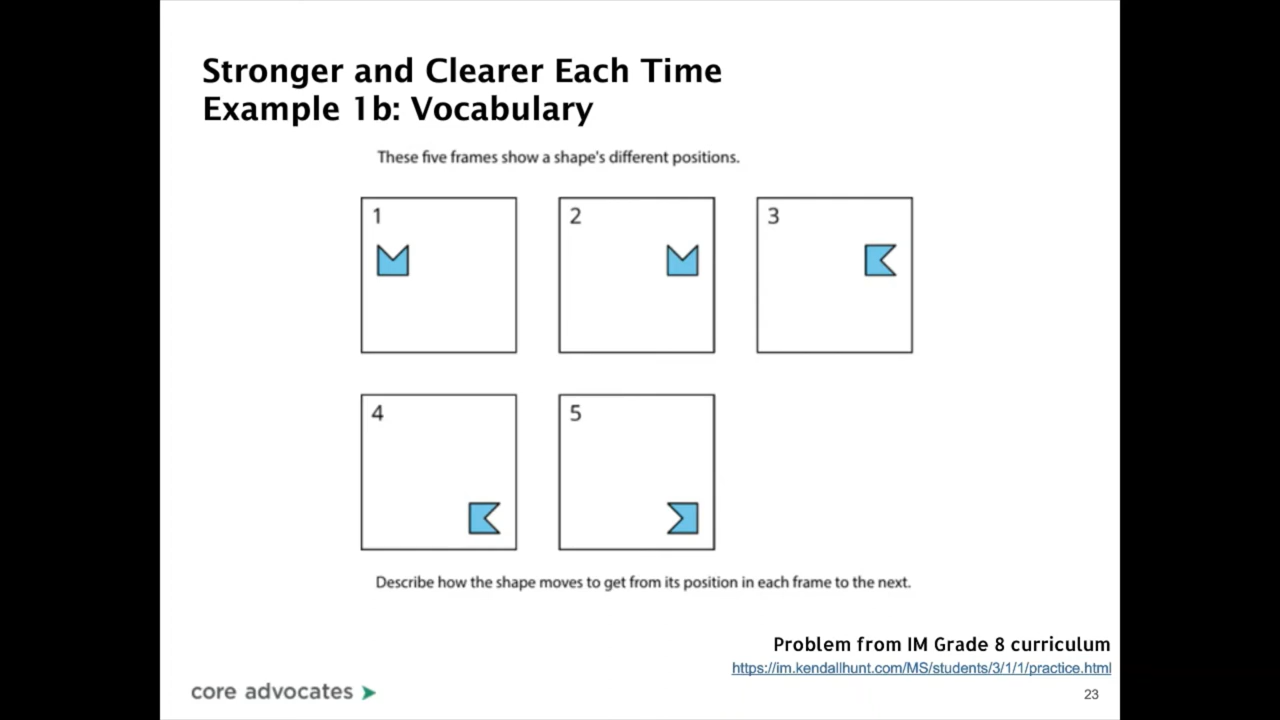 Stronger and Clearer Each Time
Example 1b: Vocabulary
These five frames show a shape's different positions.
1
2
3
4
5
Describe how the shape moves to get from its position in each frame to the next.
Problem from IM Grade 8 curriculum
https://im.kendallhunt.com/MS/students/3/1/1/practice.html
core advocates
23